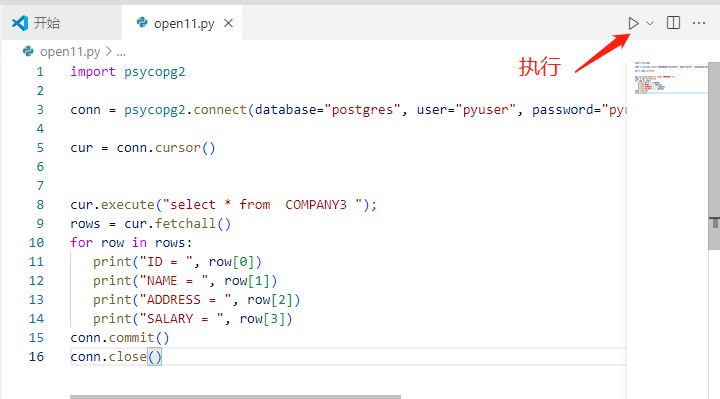 开始
open11.py
执行
open11.py > ...
1 import psycopg2
2
3 conn = psycopg2.connect(database="postgres", user="pyuser", password="pyu
4
5 cur = conn.cursor()
6
7
8 cur.execute("select * from  COMPANY3 ");
9 rows = cur.fetchall()
10 for row in rows:
11    print("ID = ", row[0])
12    print("NAME = ", row[1])
13    print("ADDRESS = ", row[2])
14    print("SALARY = ", row[3])
15 conn.commit()
16 conn.close()